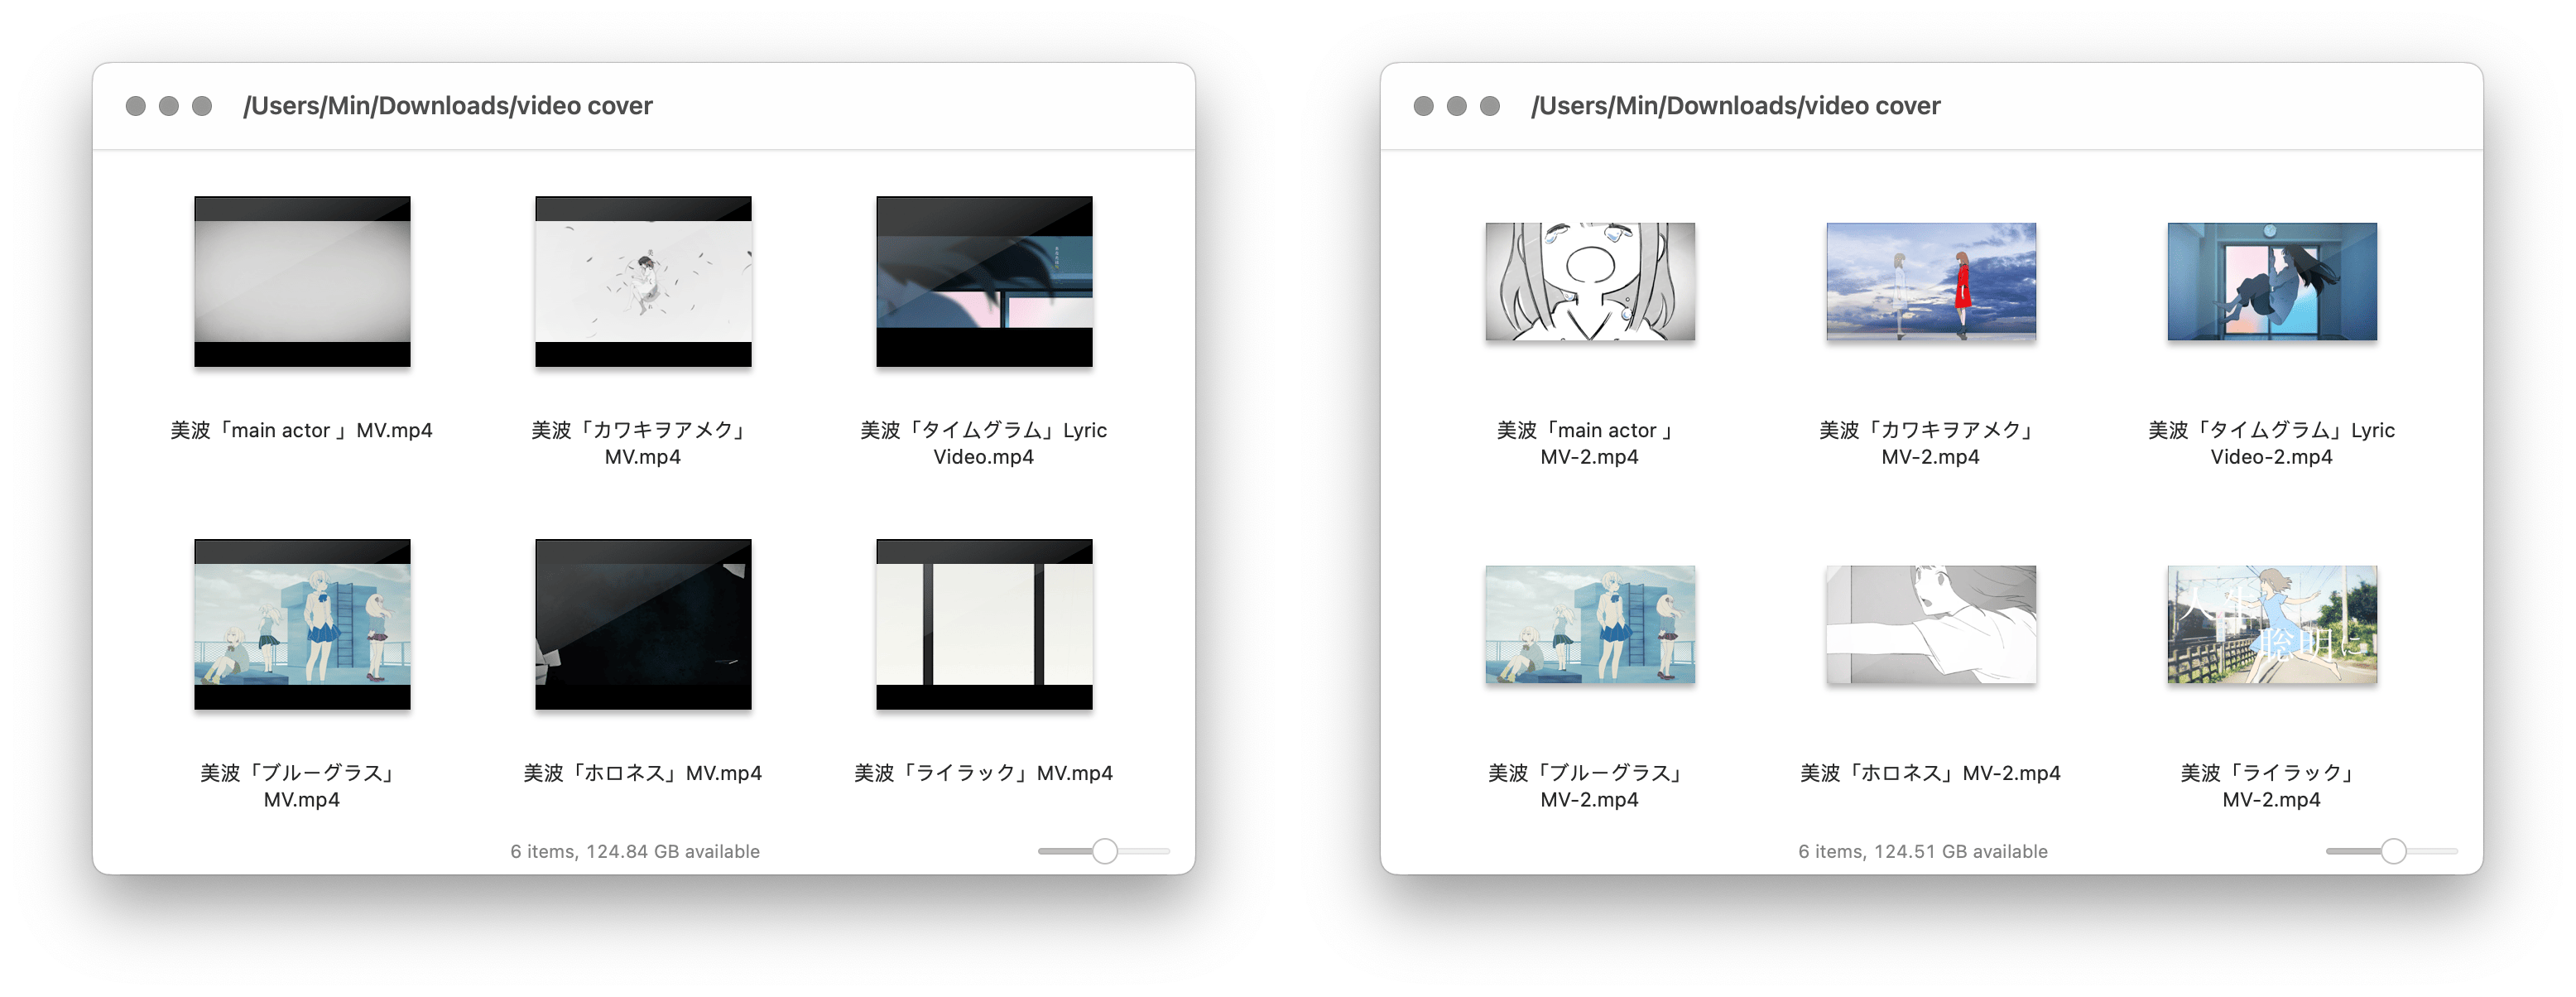 /Users/Min/Downloads/video cover
美波「main actor 」MV.mp4
美波「カワキヲアメク」
MV.mp4
美波「タイムグラム」Lyric
Video.mp4
美波「ブルーグラス」
MV.mp4
美波「ホロネス」MV.mp4
美波「ライラック」MV.mp4
6 items, 124.84 GB available
/Users/Min/Downloads/video cover
美波「main actor 」
MV-2.mp4
美波「カワキヲアメク」
MV-2.mp4
美波「タイムグラム」Lyric
Video-2.mp4
人生
聡明に
美波「ブルーグラス」
MV-2.mp4
美波「ホロネス」MV-2.mp4
美波「ライラック」
MV-2.mp4
6 items, 124.51 GB available